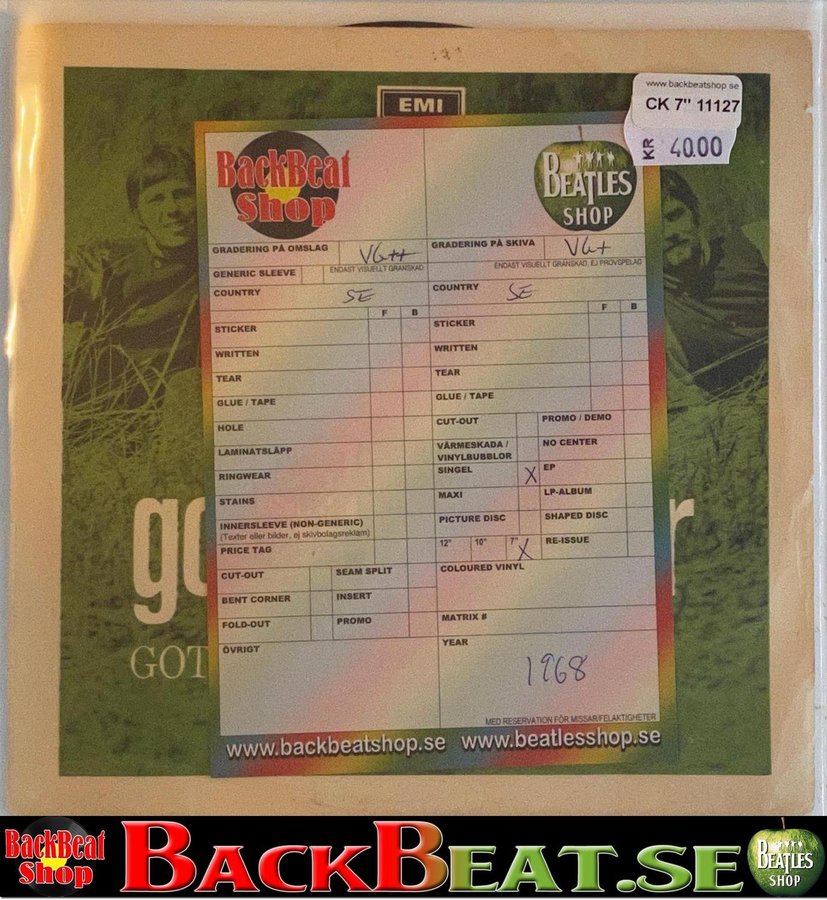 EMI
www.backbeatshop se
CK 7" 11127
KR 40.00
BackBeat
Shop
BEATLES
SHOP
GRADERING PÅ OMSLAG VG++
ENDAST VISUELLT GRANSKAD
GRADERING PÅ SKIVA VG+
ENDAST VISUELLT GRANSKAD, EJ PROVSPELAD
GENERIC SLEEVE
COUNTRY SE
COUNTRY SE
F B
F B
STICKER
STICKER
WRITTEN
WRITTEN
TEAR
TEAR
GLUE / TAPE
GLUE / TAPE
HOLE
CUT-OUT
PROMO / DEMO
LAMINATSLÄPP
VÄRMESKADA /
VINYLBUBBLOR
NO CENTER
RINGWEAR
SINGEL X
EP
STAINS
MAXI
LP-ALBUM
INNERSLEEVE (NON-GENERIC)
(Texter eller bilder, ej skivbolagsreklam)
PICTURE DISC
SHAPED DISC
PRICE TAG
12" 10" 7" X
RE-ISSUE
CUT-OUT
SEAM SPLIT
COLOURED VINYL
BENT CORNER
INSERT
FOLD-OUT
PROMO
MATRIX #
ÖVRIGT
YEAR
1968
MED RESERVATION FÖR MISSAR/FELAKTIGHETER
www.backbeatshop.se www.beatlesshop.se
GOT
BackBeat
Shop
BACKBEAT.SE
BEATLES
SHOP